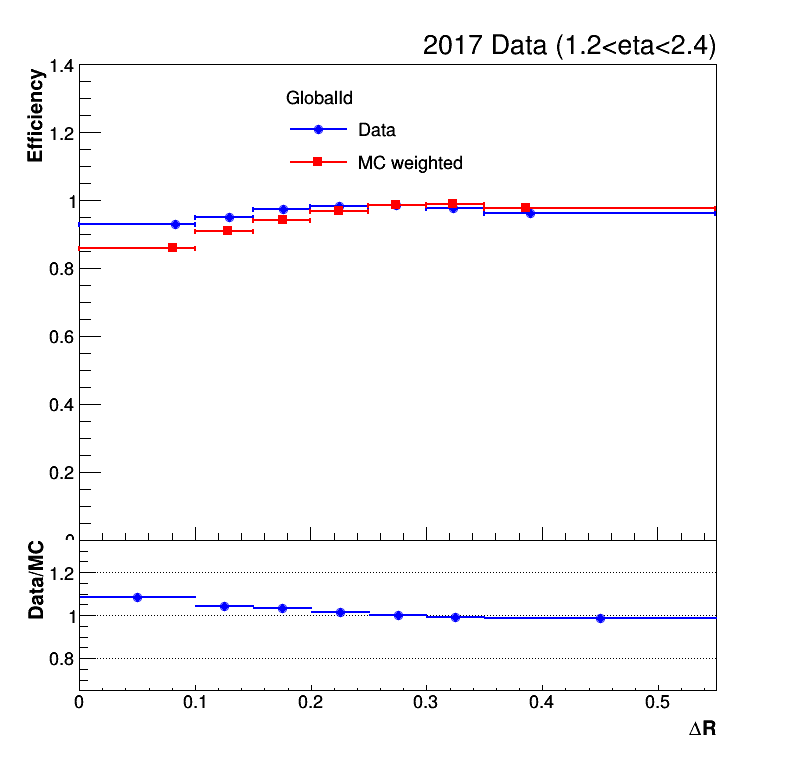 2017 Data (1.2<eta<2.4)
Efficiency
1.4
1.2
1
0.8
0.6
0.4
0.2
0
GlobalId
Data
MC weighted
Data/MC
1.2
1
0.8
0 0.1 0.2 0.3 0.4 0.5
ΔR